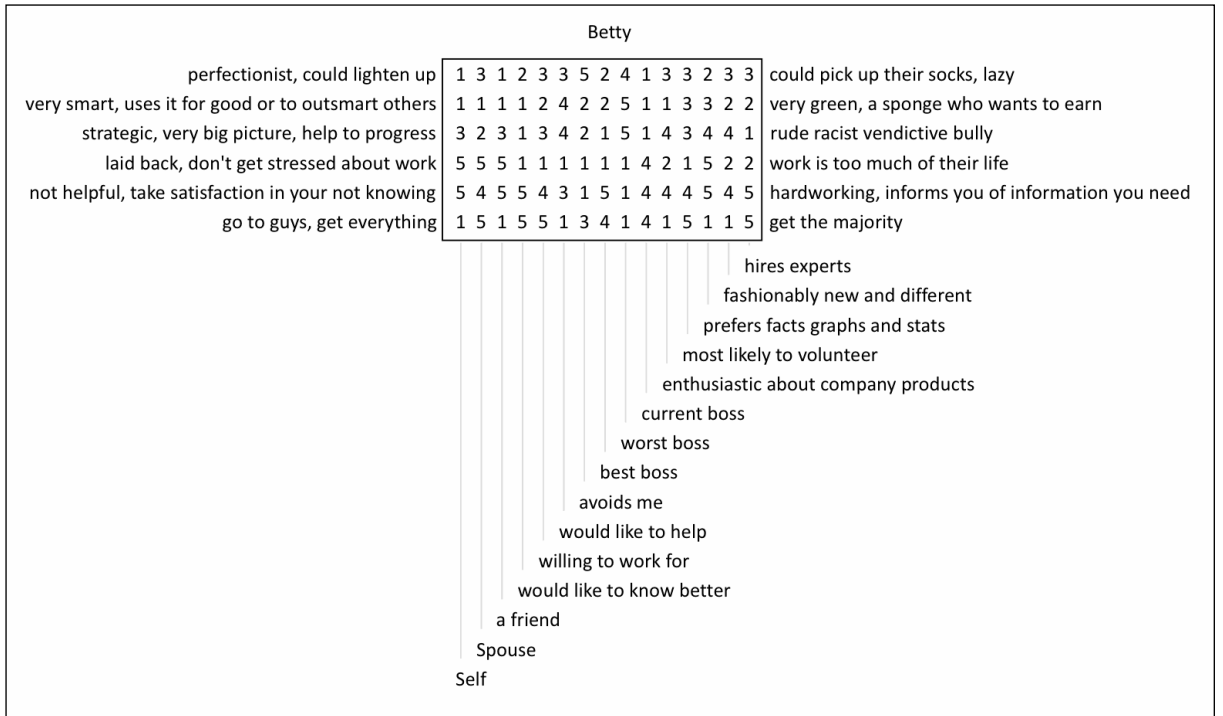 Betty
perfectionist, could lighten up 1 3 1 2 3 3 5 2 4 1 3 3 2 3 3 could pick up their socks, lazy
very smart, uses it for good or to outsmart others 1 1 1 1 2 4 2 2 5 1 1 3 3 2 2 very green, a sponge who wants to earn
strategic, very big picture, help to progress 3 2 3 1 3 4 2 1 5 1 4 3 4 4 1 rude racist vendictive bully
laid back, don't get stressed about work 5 5 5 1 1 1 1 1 1 4 2 1 5 2 2 work is too much of their life
not helpful, take satisfaction in your not knowing 5 4 5 5 4 3 1 5 1 4 4 4 5 4 5 hardworking, informs you of information you need
go to guys, get everything 1 5 1 5 5 1 3 4 1 4 1 5 1 1 5 get the majority
hires experts
fashionably new and different
prefers facts graphs and stats
most likely to volunteer
enthusiastic about company products
current boss
worst boss
best boss
avoids me
would like to help
willing to work for
would like to know better
a friend
Spouse
Self